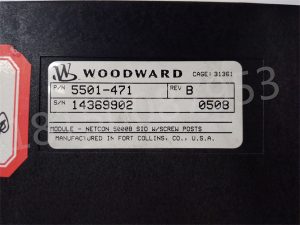 WOODWARD CAGE: 31361
P/N 5501-471 REV B
S/N 14369902 0508
MODULE - NETCON 5000B SIO W/SCREW POSTS
MANUFACTURED IN FORT COLLINS, CO., U.S.A.